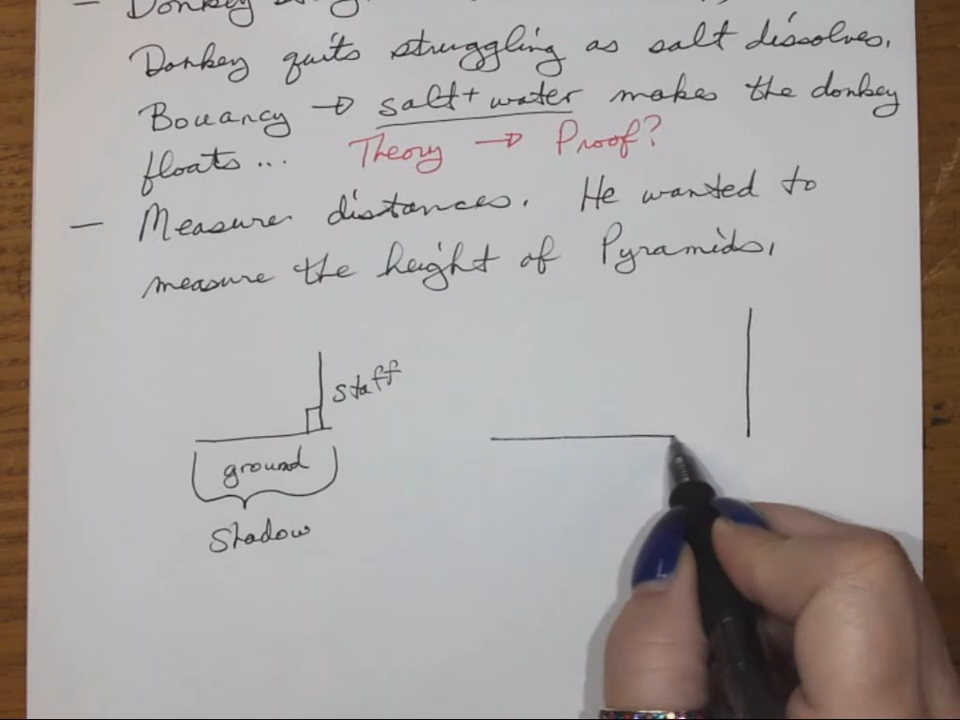 - Donkey
Donkey quits struggling as salt dissolves.
Bouancy → salt + water makes the donkey
floats... Theory → Proof?
- Measure distances. He wanted to
measure the height of Pyramids.
staff
ground
Shadow